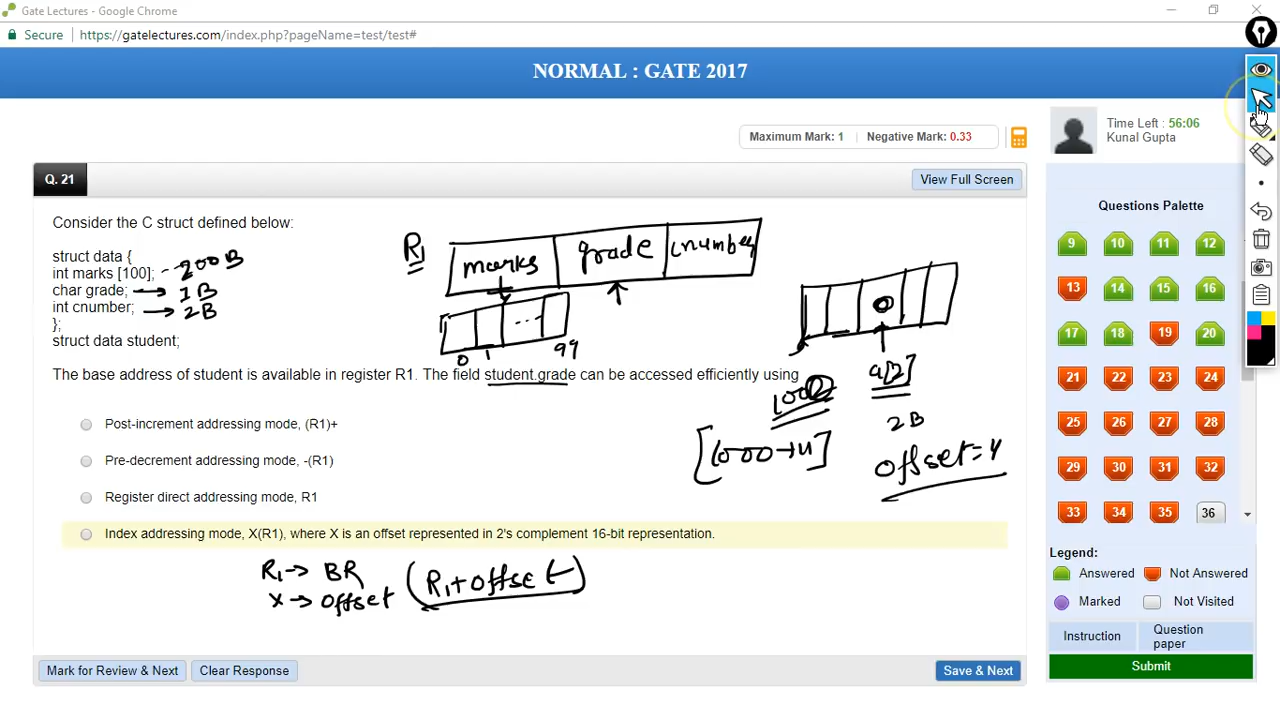 Gate Lectures - Google Chrome
Secure https://gatelectures.com/index.php?pageName=test/test#
NORMAL : GATE 2017
Maximum Mark: 1 | Negative Mark: 0.33
Time Left : 56:06
Kunal Gupta
Q. 21
View Full Screen
Consider the C struct defined below:
struct data {
int marks [100]; 200B
char grade; → 1B
int cnumber; → 2B
};
struct data student;
R1
marks grade cnumber
0 1 ... 99
a[2]
2B
[1000 → 4]
offset = 4
The base address of student is available in register R1. The field student.grade can be accessed efficiently using
Post-increment addressing mode, (R1)+
Pre-decrement addressing mode, -(R1)
Register direct addressing mode, R1
Index addressing mode, X(R1), where X is an offset represented in 2's complement 16-bit representation.
R1 → BR
X → offset
(R1 + offset)
Mark for Review & Next
Clear Response
Save & Next
Questions Palette
9 10 11 12
13 14 15 16
17 18 19 20
21 22 23 24
25 26 27 28
29 30 31 32
33 34 35 36
Legend:
Answered Not Answered
Marked Not Visited
Instruction
Question paper
Submit